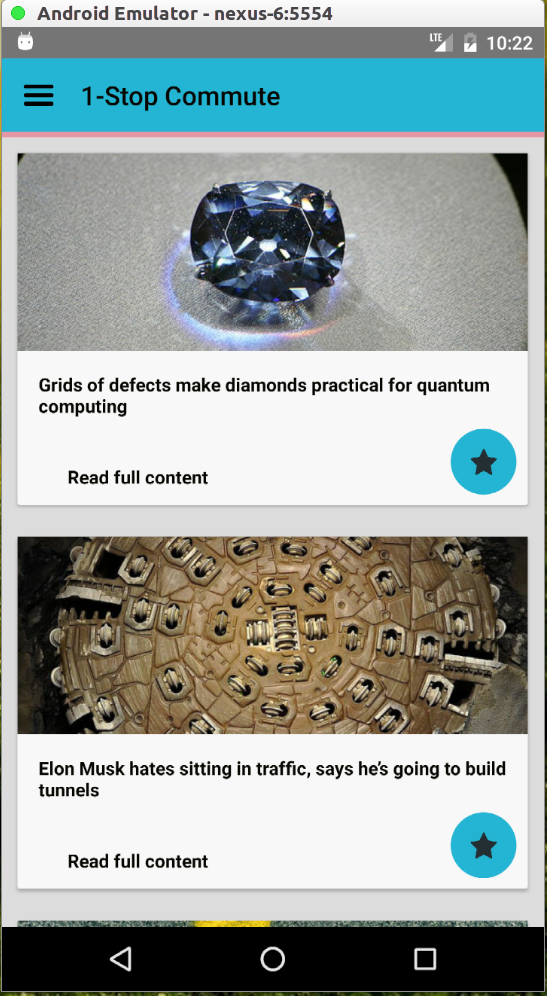 Android Emulator - nexus-6:5554
LTE 10:22
1-Stop Commute
Grids of defects make diamonds practical for quantum
computing
Read full content
Elon Musk hates sitting in traffic, says he’s going to build
tunnels
Read full content